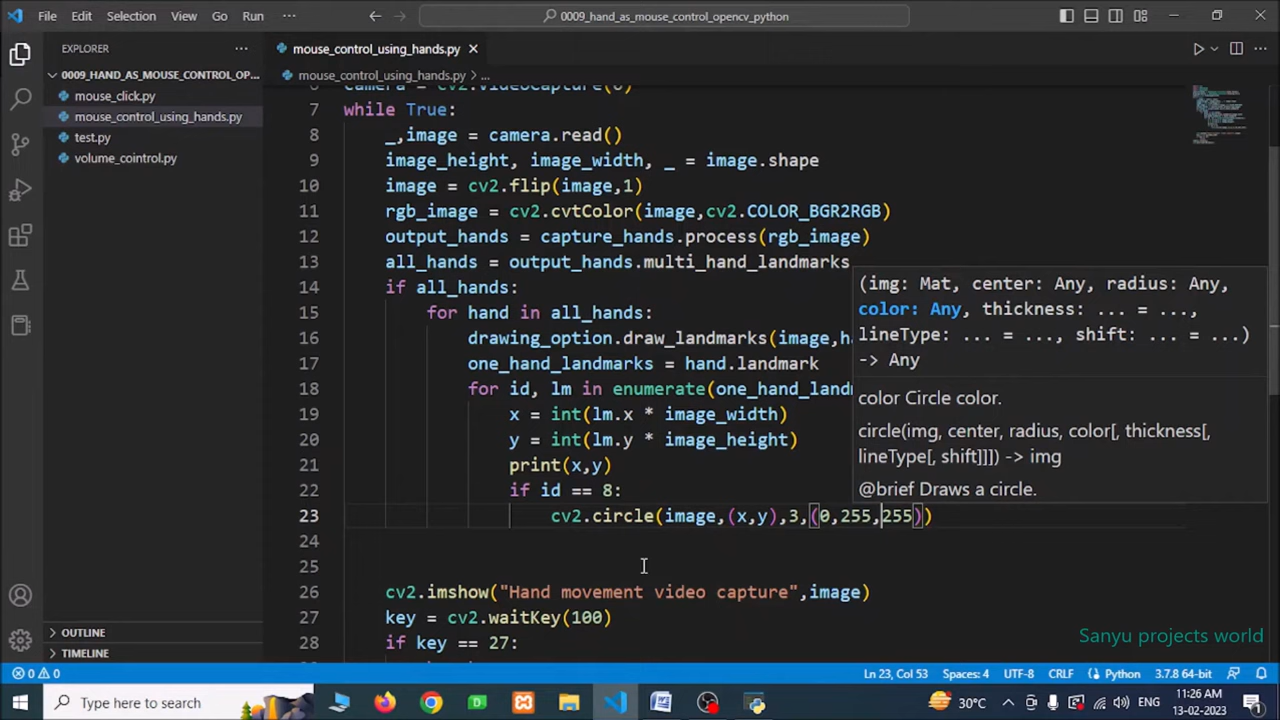 File Edit Selection View Go Run ··· 0009_hand_as_mouse_control_opencv_python
EXPLORER ··· mouse_control_using_hands.py
0009_HAND_AS_MOUSE_CONTROL_OP... mouse_control_using_hands.py > ...
mouse_click.py
mouse_control_using_hands.py
test.py
volume_cointrol.py
6 camera = cv2.VideoCapture(0)
7 while True:
8 _,image = camera.read()
9 image_height, image_width, _ = image.shape
10 image = cv2.flip(image,1)
11 rgb_image = cv2.cvtColor(image,cv2.COLOR_BGR2RGB)
12 output_hands = capture_hands.process(rgb_image)
13 all_hands = output_hands.multi_hand_landmarks
14 if all_hands:
15 for hand in all_hands:
16 drawing_option.draw_landmarks(image,h
17 one_hand_landmarks = hand.landmark
18 for id, lm in enumerate(one_hand_land
19 x = int(lm.x * image_width)
20 y = int(lm.y * image_height)
21 print(x,y)
22 if id == 8:
23 cv2.circle(image,(x,y),3,(0,255,255))
24
25
26 cv2.imshow("Hand movement video capture",image)
27 key = cv2.waitKey(100)
28 if key == 27:
(img: Mat, center: Any, radius: Any,
color: Any, thickness: ... = ...,
lineType: ... = ..., shift: ... = ...)
-> Any
color Circle color.
circle(img, center, radius, color[, thickness[,
lineType[, shift]]]) -> img
@brief Draws a circle.
OUTLINE
TIMELINE
Sanyu projects world
0 0 Ln 23, Col 53 Spaces: 4 UTF-8 CRLF Python 3.7.8 64-bit
Type here to search 30°C ENG 11:26 AM
13-02-2023 1